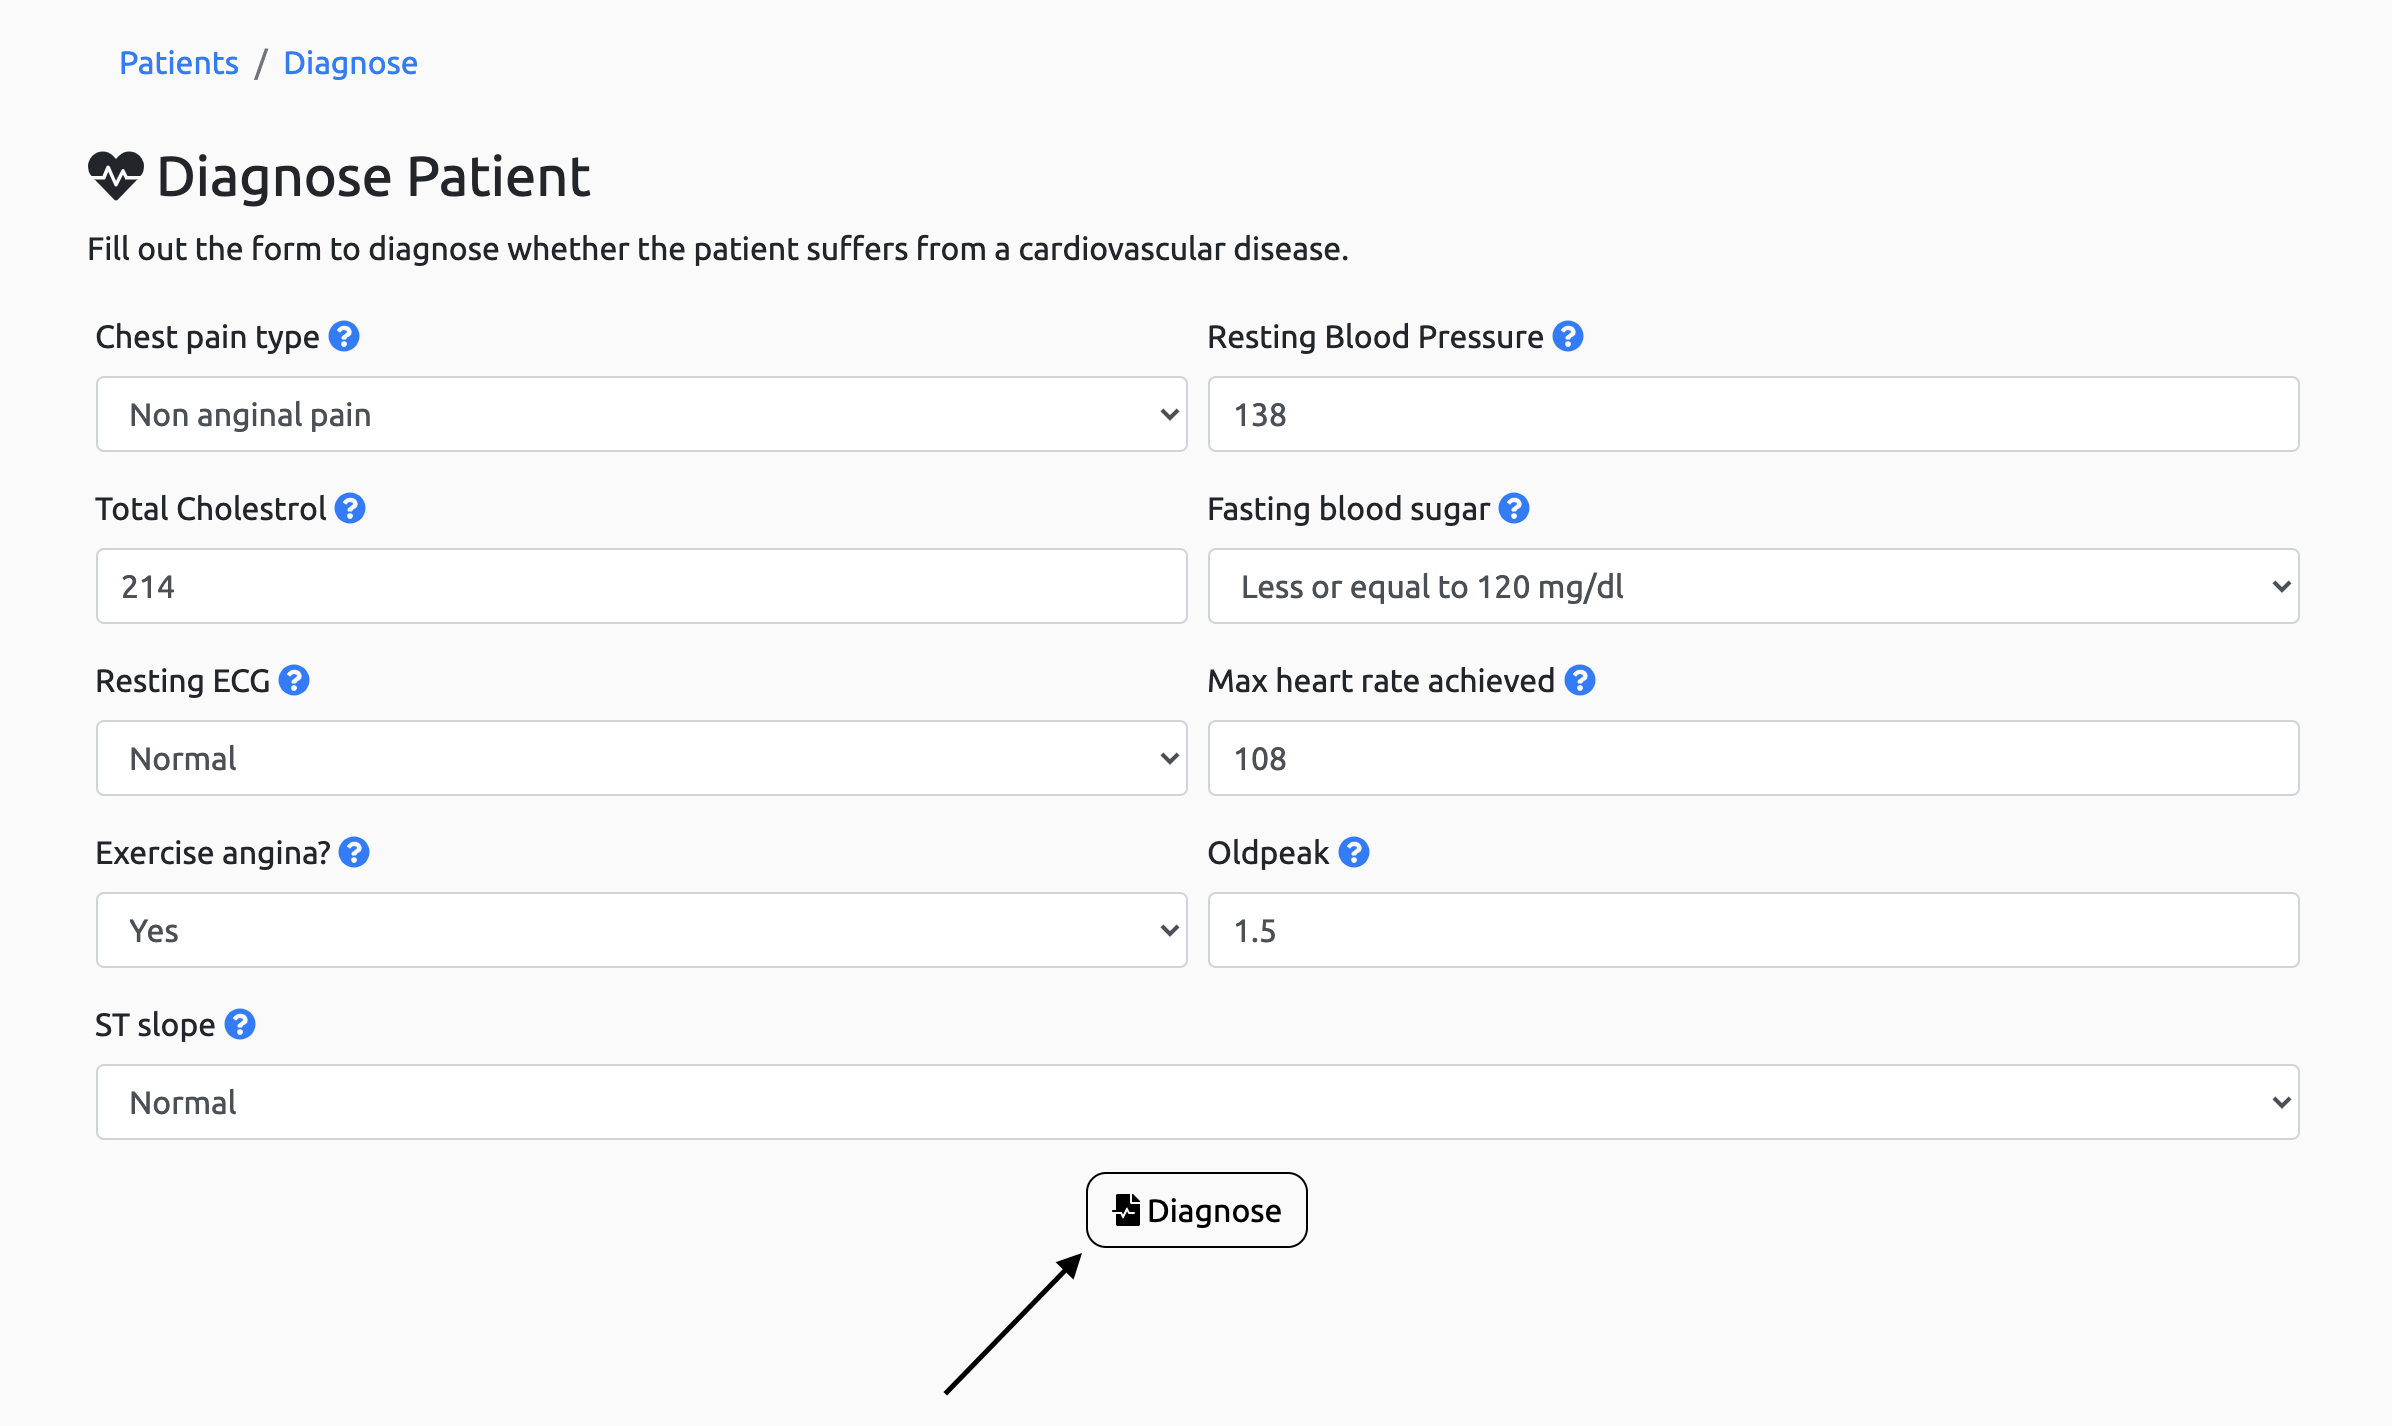 Patients / Diagnose
Diagnose Patient
Fill out the form to diagnose whether the patient suffers from a cardiovascular disease.
Chest pain type ?
Resting Blood Pressure ?
Non anginal pain
138
Total Cholestrol ?
Fasting blood sugar ?
214
Less or equal to 120 mg/dl
Resting ECG ?
Max heart rate achieved ?
Normal
108
Exercise angina? ?
Oldpeak ?
Yes
1.5
ST slope ?
Normal
Diagnose